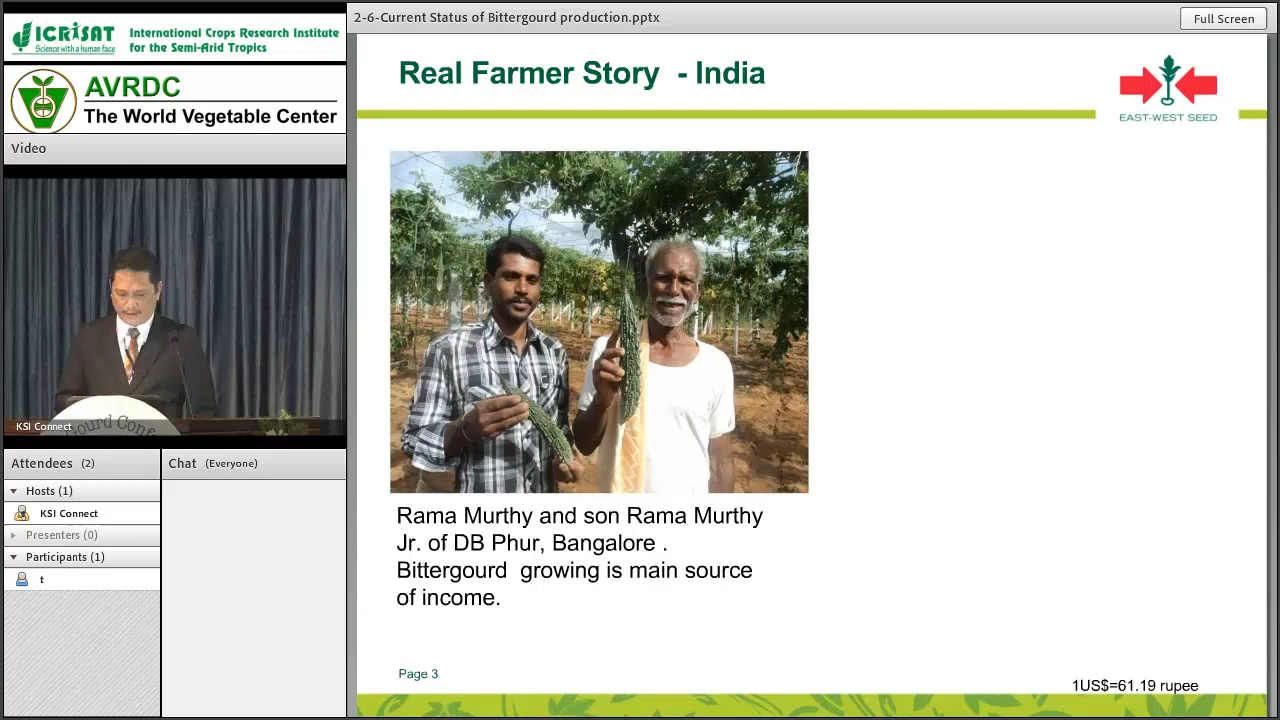 ICRISAT
Science with a human face
International Crops Research Institute
for the Semi-Arid Tropics
AVRDC
The World Vegetable Center
Video
KSI Connect
Attendees (2)
Hosts (1)
KSI Connect
Presenters (0)
Participants (1)
t
Chat (Everyone)
2-6-Current Status of Bittergourd production.pptx
Full Screen
Real Farmer Story - India
EAST-WEST SEED
Rama Murthy and son Rama Murthy
Jr. of DB Phur, Bangalore .
Bittergourd growing is main source
of income.
Page 3
1US$=61.19 rupee